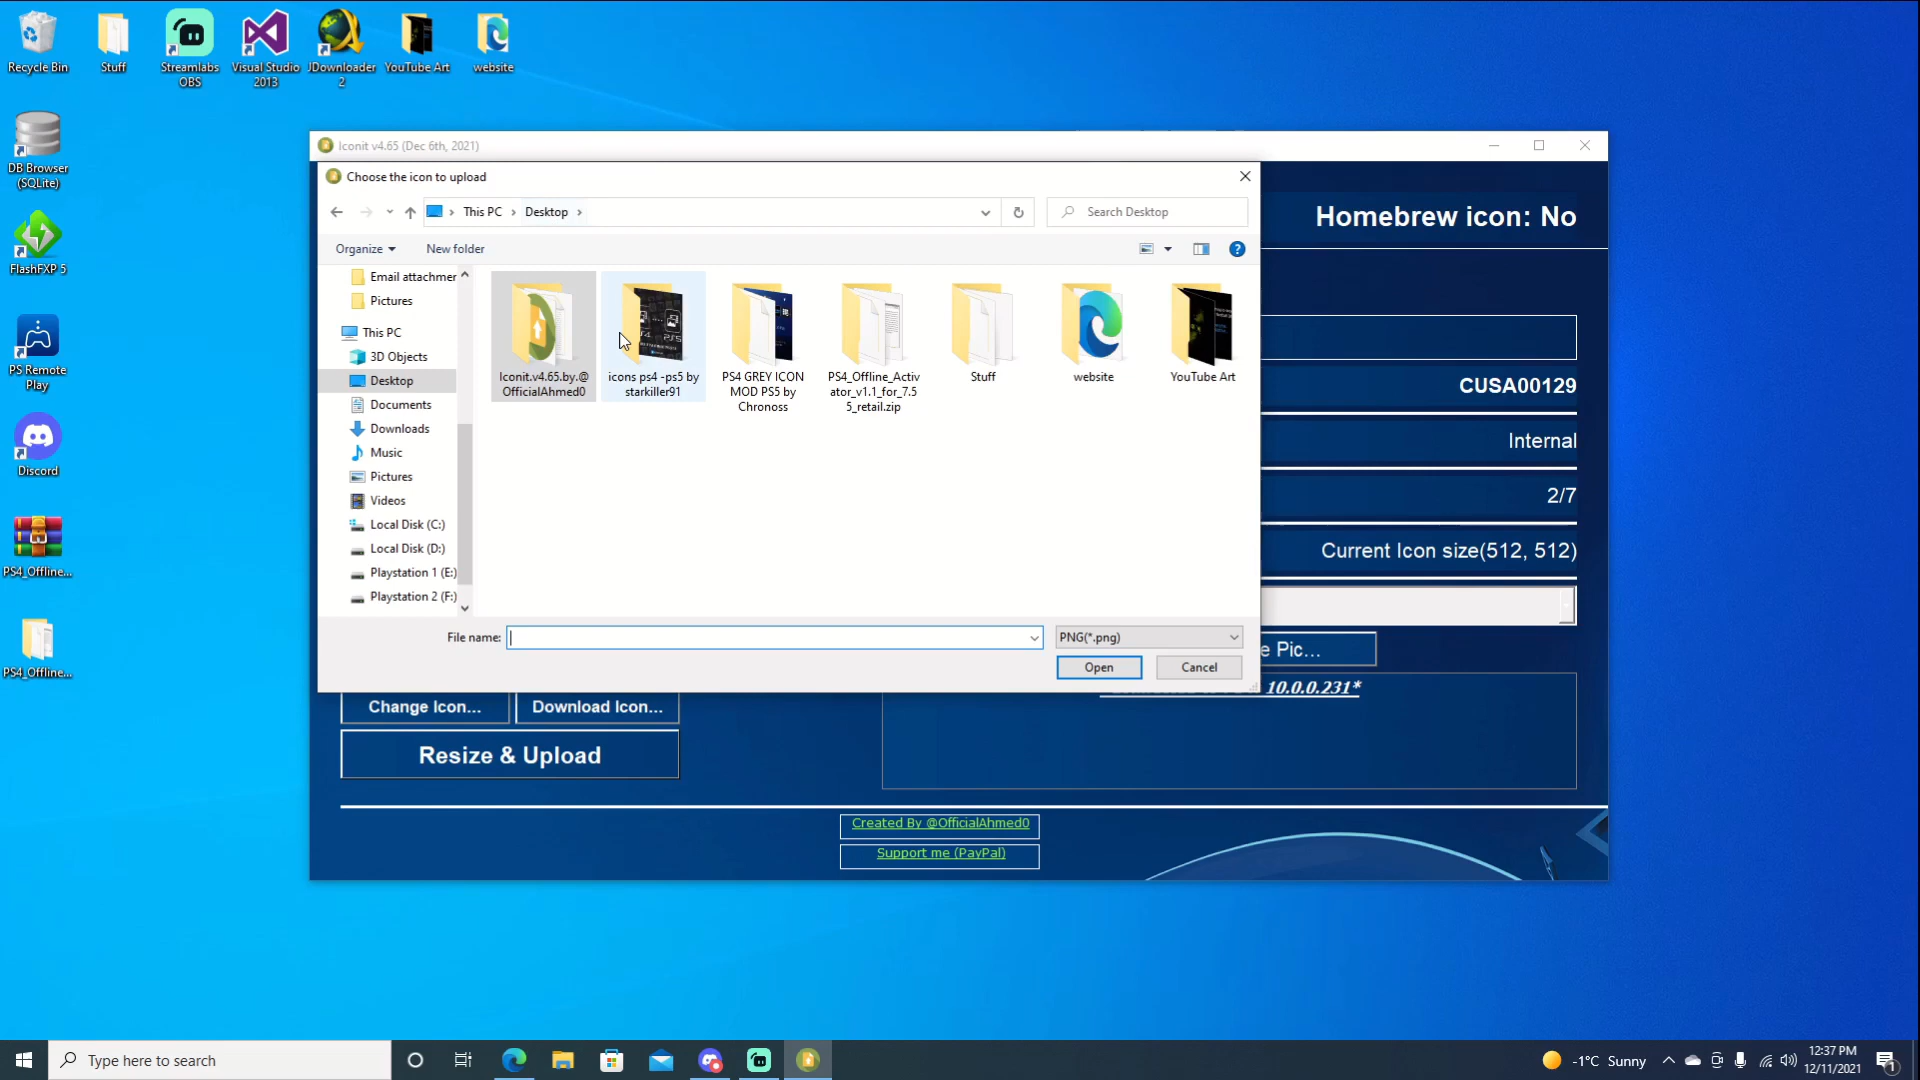 Recycle Bin
Stuff
Streamlabs
OBS
Visual Studio
2013
JDownloader
2
YouTube Art
website
DB Browser
(SQLite)
FlashFXP 5
PS Remote
Play
Discord
PS4_Offline...
PS4_Offline...
Iconit v4.65 (Dec 6th, 2021)
Choose the icon to upload
This PC
Desktop
Search Desktop
Organize
New folder
Email attachmer
Pictures
This PC
3D Objects
Desktop
Documents
Downloads
Music
Pictures
Videos
Local Disk (C:)
Local Disk (D:)
Playstation 1 (E:)
Playstation 2 (F:)
Iconit.v4.65.by.@
OfficialAhmed0
icons ps4 -ps5 by
starkiller91
PS4 GREY ICON
MOD PS5 by
Chronoss
PS4_Offline_Activ
ator_v1.1_for_7.5
5_retail.zip
Stuff
website
YouTube Art
File name:
PNG(*.png)
Open
Cancel
Homebrew icon: No
CUSA00129
Internal
2/7
Current Icon size(512, 512)
e Pic...
10.0.0.231*
Change Icon...
Download Icon...
Resize & Upload
Created By @OfficialAhmed0
Support me (PayPal)
Type here to search
-1°C Sunny
12:37 PM
12/11/2021
1